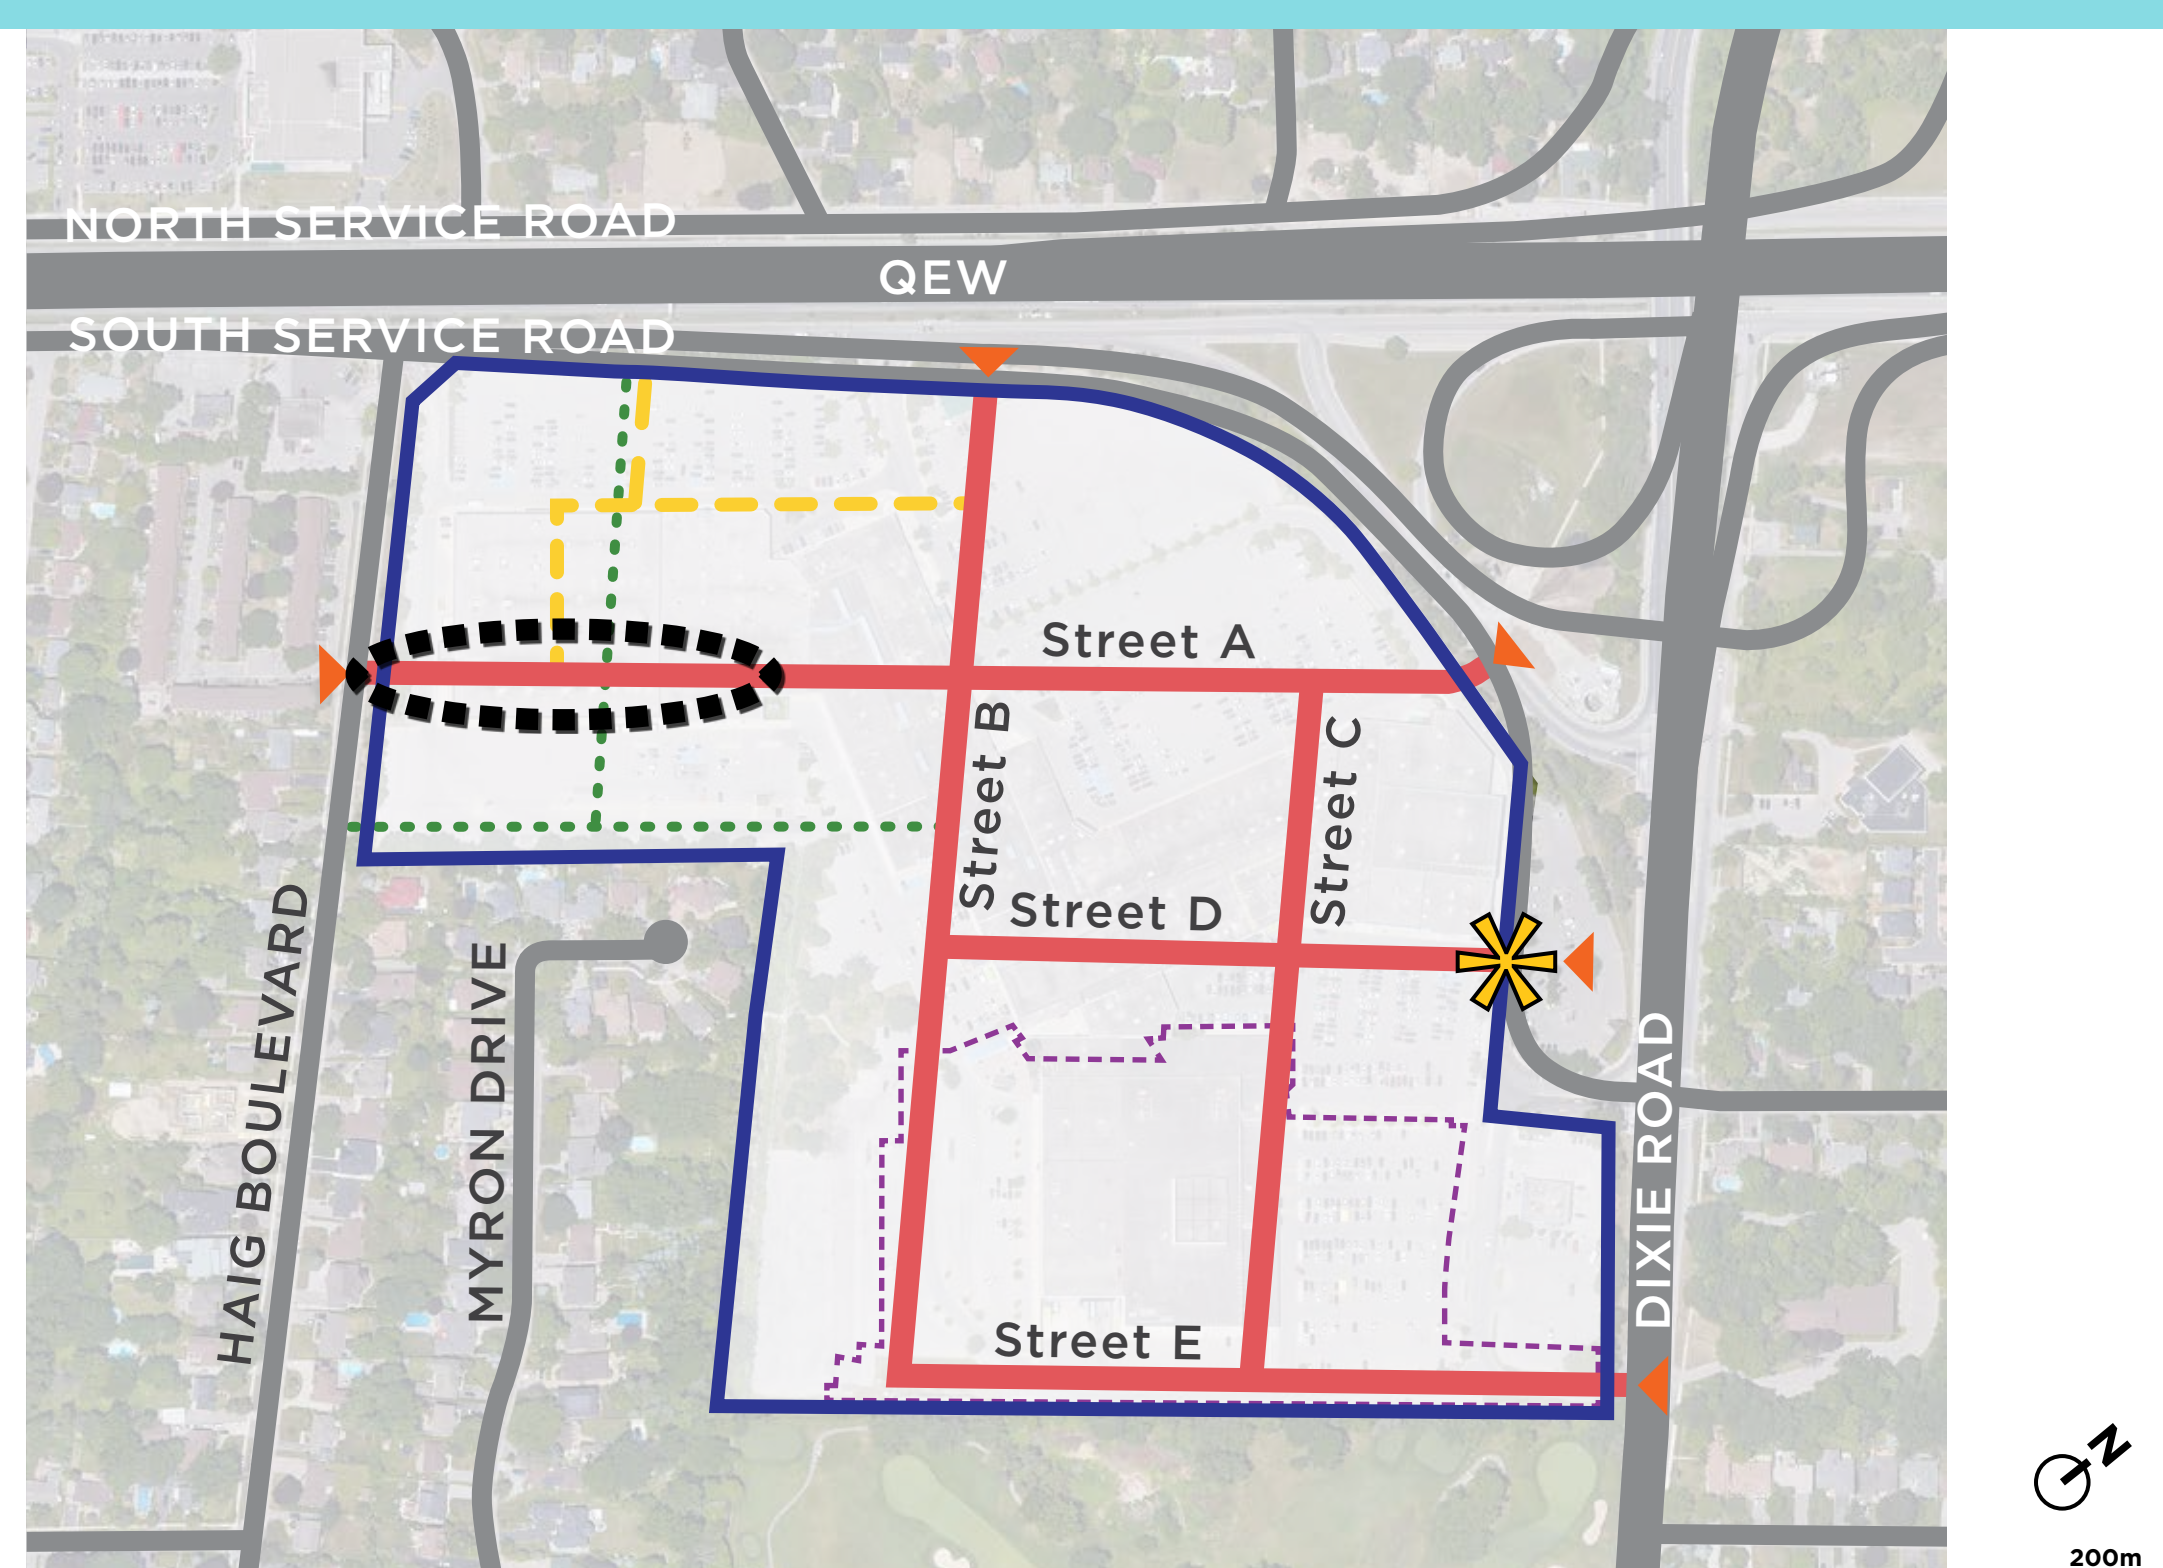 NORTH SERVICE ROAD
QEW
SOUTH SERVICE ROAD
Street A
Street B
Street C
Street D
HAIG BOULEVARD
MYRON DRIVE
DIXIE ROAD
Street E
N
200m